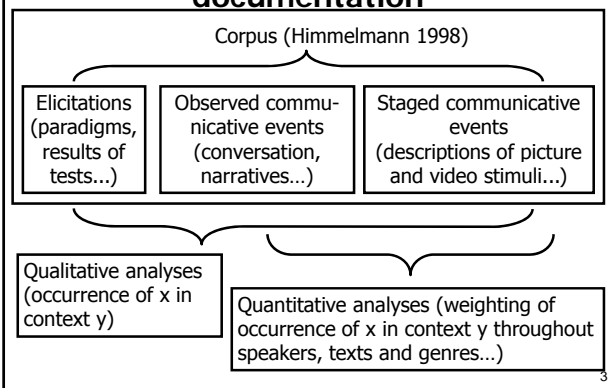 documentation
Corpus (Himmelmann 1998)
Elicitations
(paradigms,
results of
tests...)
Observed commu-
nicative events
(conversation,
narratives…)
Staged communicative
events
(descriptions of picture
and video stimuli...)
Qualitative analyses
(occurrence of x in
context y)
Quantitative analyses (weighting of
occurrence of x in context y throughout
speakers, texts and genres…)
3